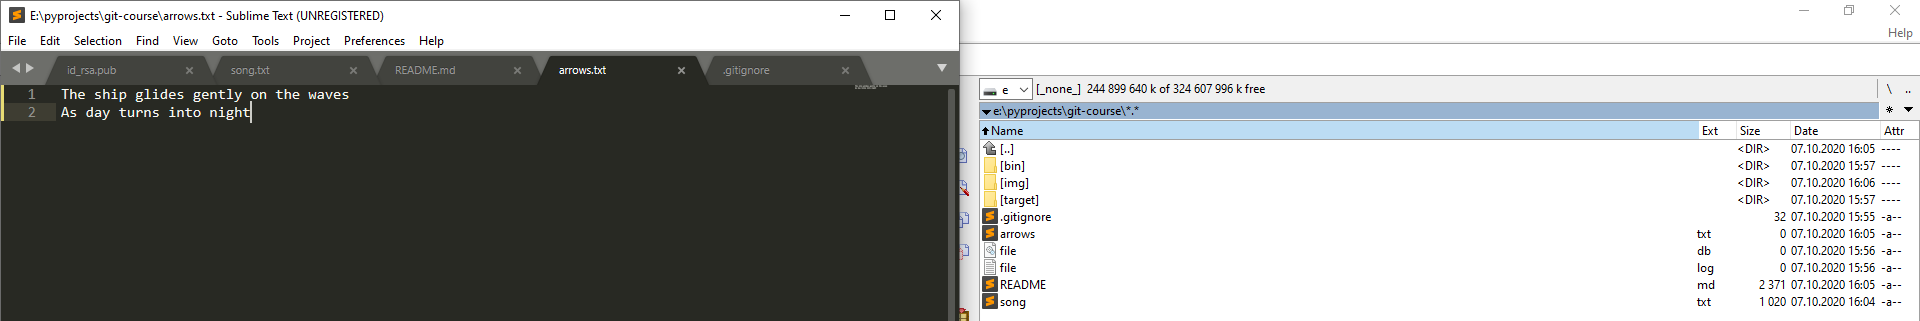 E:\pyprojects\git-course\arrows.txt - Sublime Text (UNREGISTERED)
File Edit Selection Find View Goto Tools Project Preferences Help
id_rsa.pub song.txt README.md arrows.txt .gitignore
1 The ship glides gently on the waves
2 As day turns into night
Help
e [_none_] 244 899 640 k of 324 607 996 k free \ ..
e:\pyprojects\git-course\*.* *
Name Ext Size Date Attr
[..] <DIR> 07.10.2020 16:05 ----
[bin] <DIR> 07.10.2020 15:57 ----
[img] <DIR> 07.10.2020 16:06 ----
[target] <DIR> 07.10.2020 15:57 ----
.gitignore 32 07.10.2020 15:55 -a--
arrows txt 0 07.10.2020 16:05 -a--
file db 0 07.10.2020 15:56 -a--
file log 0 07.10.2020 15:56 -a--
README md 2 371 07.10.2020 16:05 -a--
song txt 1 020 07.10.2020 16:04 -a--